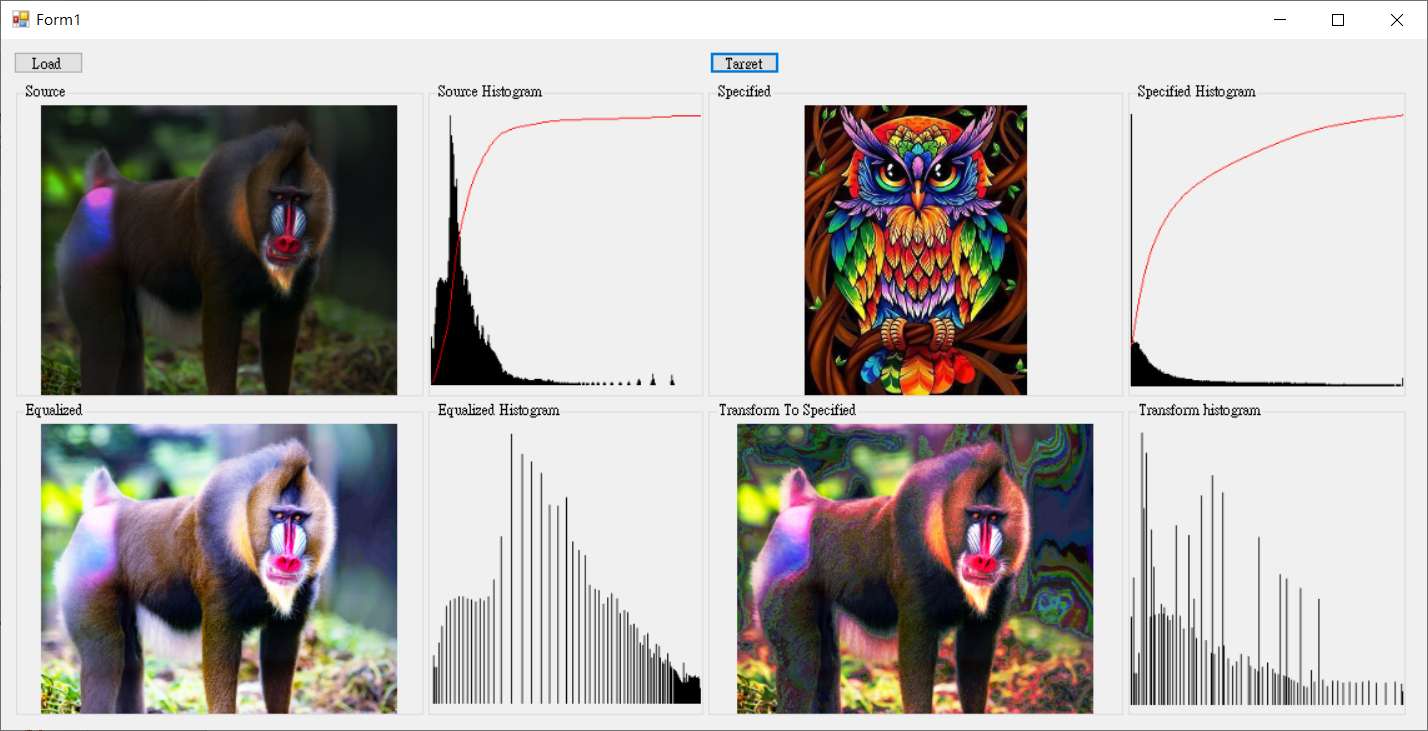 Form1
Load
Target
Source
Source Histogram
Specified
Specified Histogram
Equalized
Equalized Histogram
Transform To Specified
Transform histogram